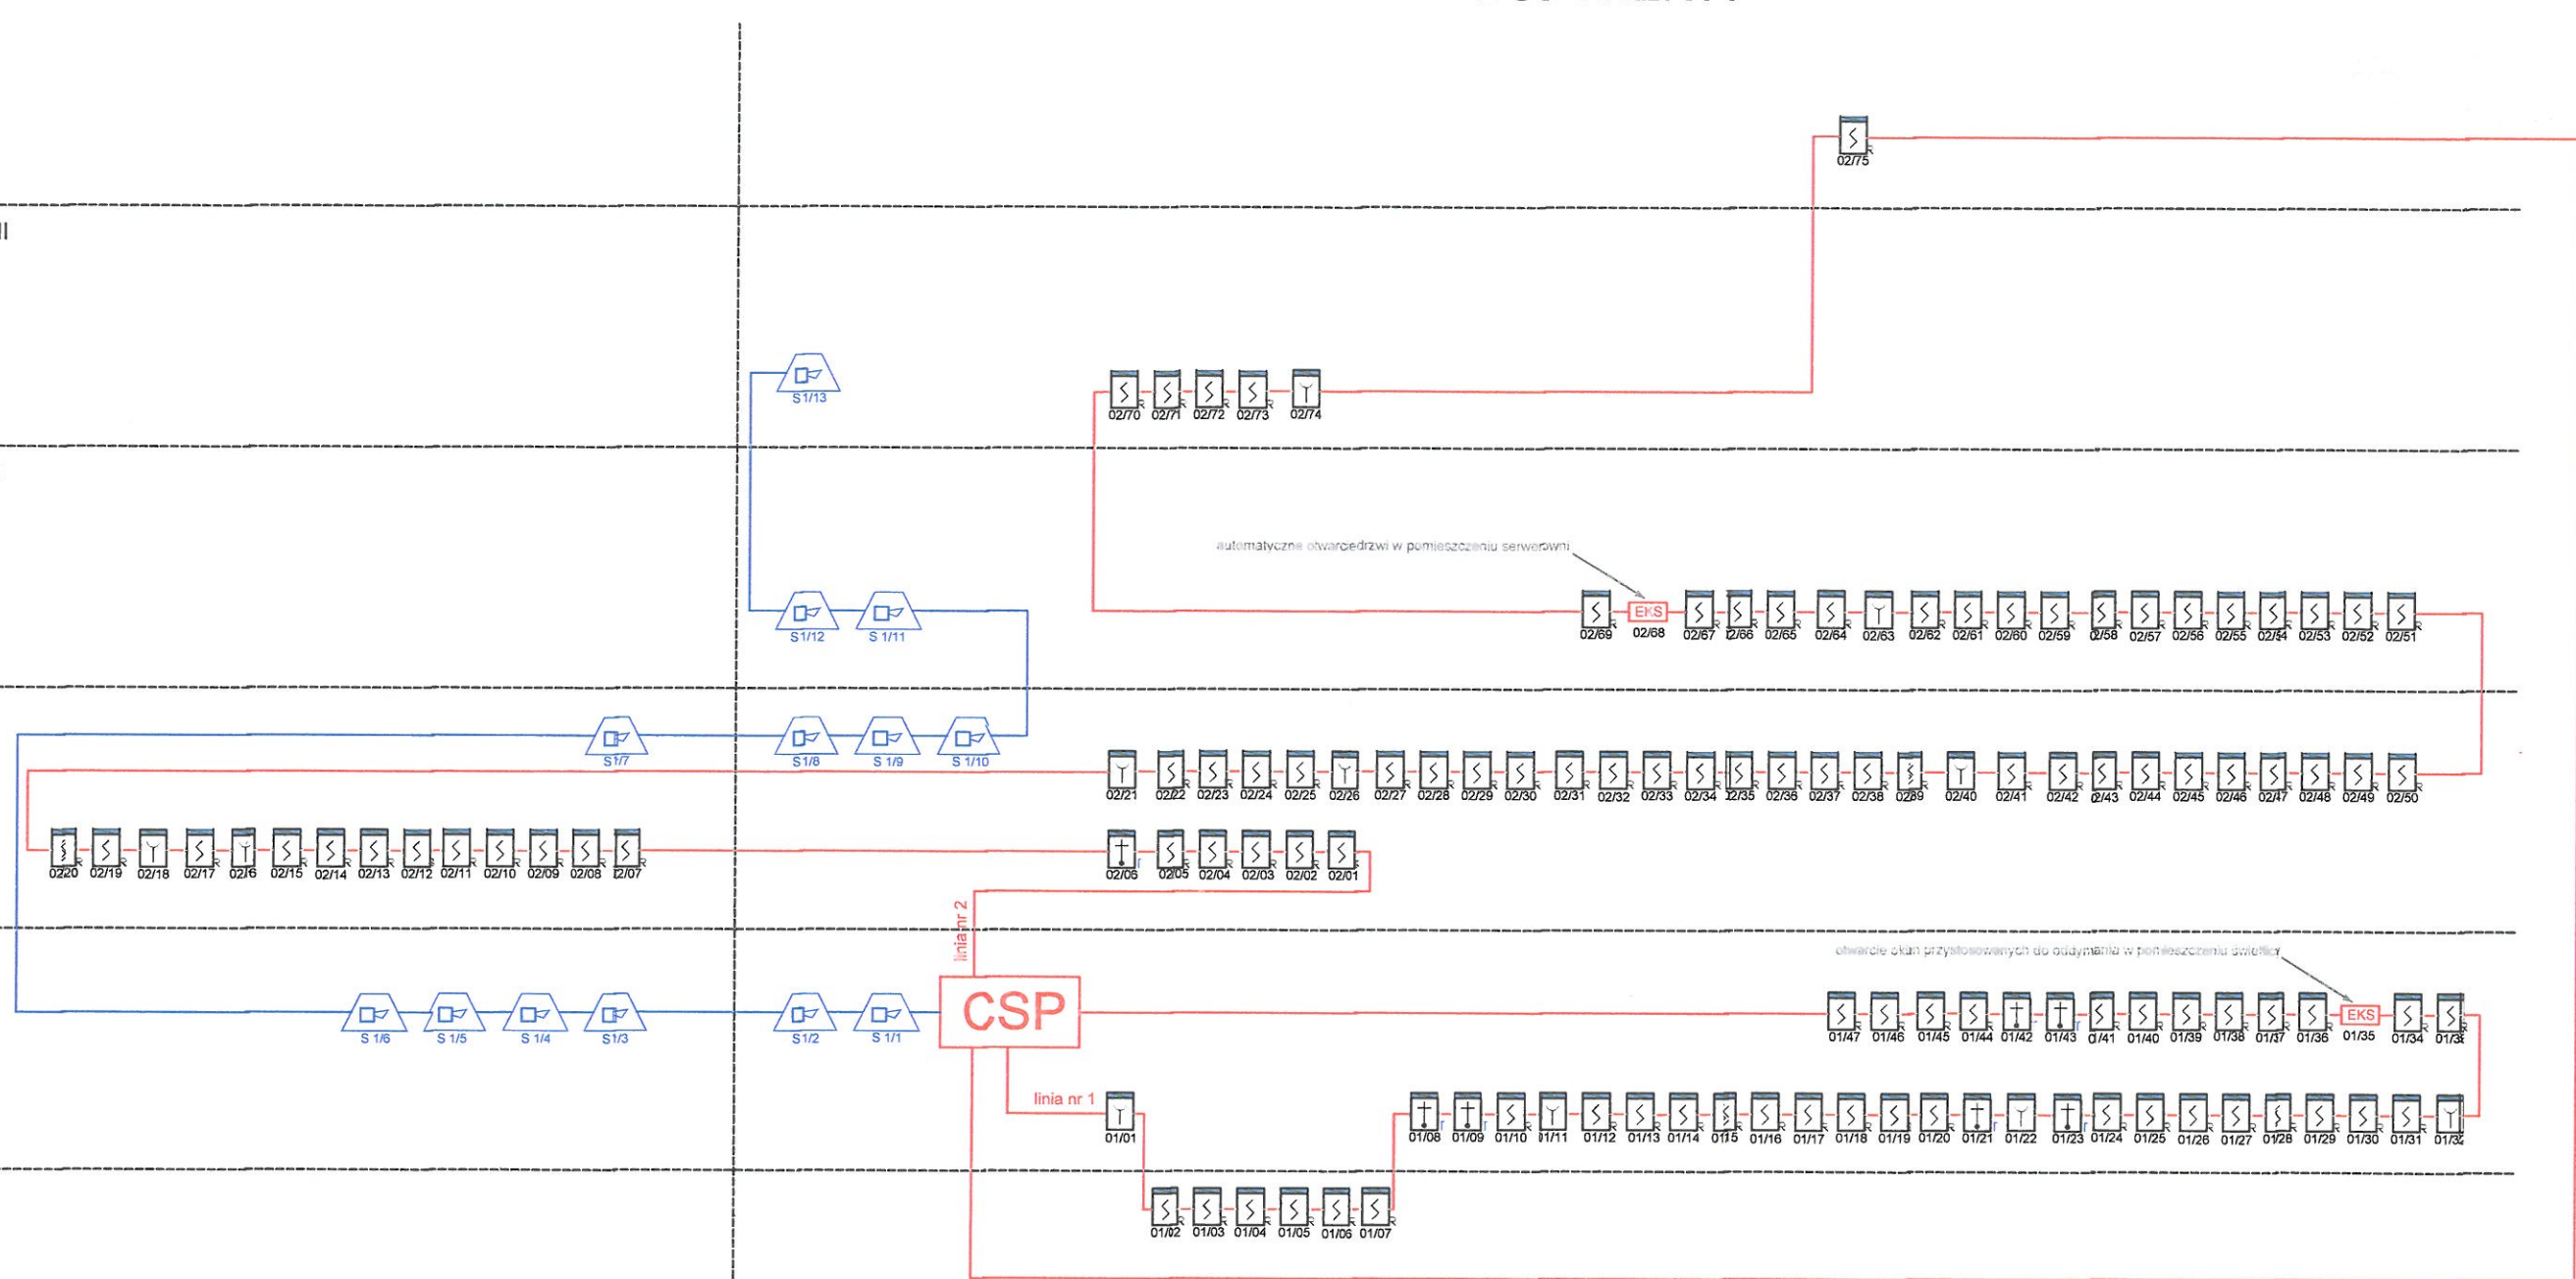 II
02/75
S1/13
02/70 02/71 02/72 02/73 02/74
automatyczne otwarciedrzwi w pomieszczeniu serwerowni
S1/12 S 1/11
02/69 EKS 02/68 02/67 02/66 02/65 02/64 02/63 02/62 02/61 02/60 02/59 02/58 02/57 02/56 02/55 02/54 02/53 02/52 02/51
S1/7 S1/8 S 1/9 S 1/10
02/21 02/22 02/23 02/24 02/25 02/26 02/27 02/28 02/29 02/30 02/31 02/32 02/33 02/34 02/35 02/36 02/37 02/38 02/39 02/40 02/41 02/42 02/43 02/44 02/45 02/46 02/47 02/48 02/49 02/50
02/20 02/19 02/18 02/17 02/16 02/15 02/14 02/13 02/12 02/11 02/10 02/09 02/08 02/07 02/06 02/05 02/04 02/03 02/02 02/01
linia nr 2
otwarcie okan przystosowanych do oddymania w pomieszczeniu świetlicy
CSP
S 1/6 S 1/5 S 1/4 S1/3 S1/2 S 1/1
01/47 01/46 01/45 01/44 01/42 01/43 01/41 01/40 01/39 01/38 01/37 01/36 EKS 01/35 01/34 01/33
linia nr 1
01/01 01/08 01/09 01/10 01/11 01/12 01/13 01/14 01/15 01/16 01/17 01/18 01/19 01/20 01/21 01/22 01/23 01/24 01/25 01/26 01/27 01/28 01/29 01/30 01/31 01/32
01/02 01/03 01/04 01/05 01/06 01/07